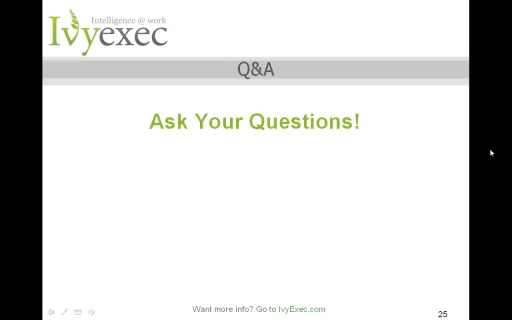 Intelligence @ work
Ivyexec
Q&A
Ask Your Questions!
Want more info? Go to IvyExec.com
25